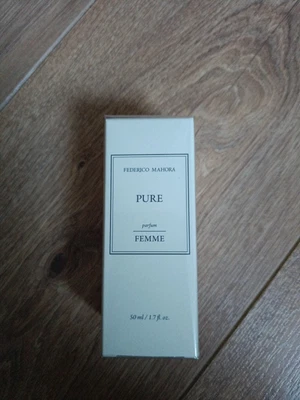 FEDERICO MAHORA
PURE
parfum
FEMME
50 ml / 1.7 fl. oz.